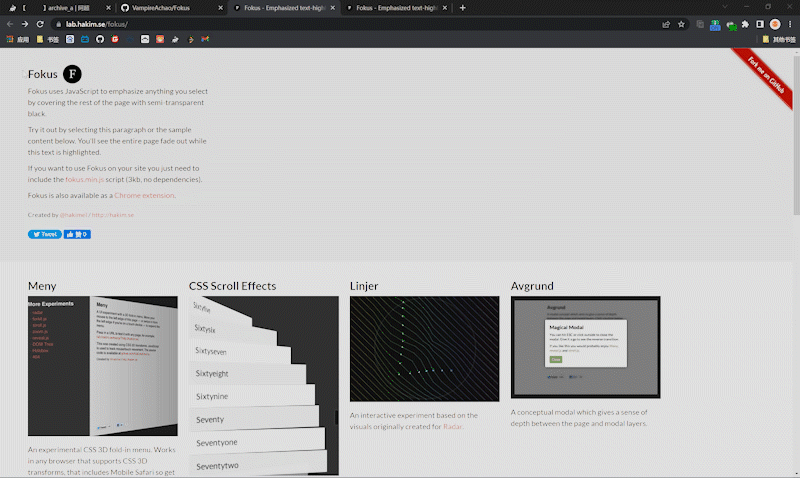 archive_a | 阿超
VampireAchao/Fokus
Fokus - Emphasized text-high
Fokus - Emphasized text-high
lab.hakim.se/fokus/
应用
书签
其他书签
Fork me on GitHub
Fokus
F
Fokus uses JavaScript to emphasize anything you select
by covering the rest of the page with semi-transparent
black.
Try it out by selecting this paragraph or the sample
content below. You'll see the entire page fade out while
this text is highlighted.
If you want to use Fokus on your site you just need to
include the fokus.min.js script (3kb, no dependencies).
Fokus is also available as a Chrome extension.
Created by @hakimel / http://hakim.se
Tweet
赞 0
Meny
CSS Scroll Effects
Linjer
Avgrund
More Experiments
Meny
Sixtyfive
Sixtysix
Sixtyseven
Sixtyeight
Sixtynine
Seventy
Seventyone
Seventytwo
Avgrund
Magical Modal
An interactive experiment based on the
visuals originally created for Radar.
A conceptual modal which gives a sense of
depth between the page and modal layers.
An experimental CSS 3D fold-in menu. Works
in any browser that supports CSS 3D
transforms, that includes Mobile Safari so get